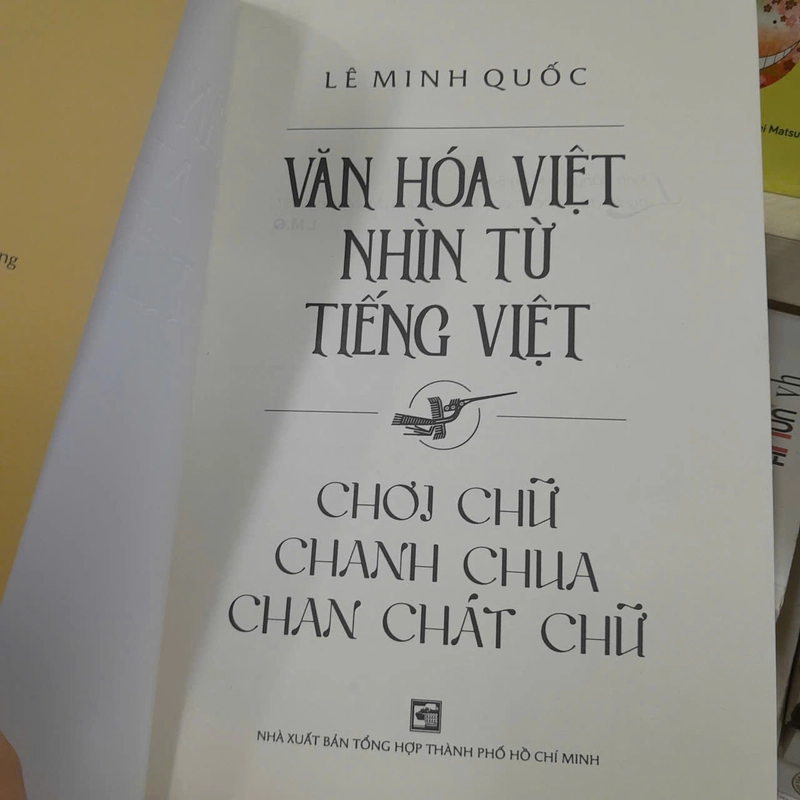 LÊ MINH QUỐC
VĂN HÓA VIỆT
NHÌN TỪ
TIẾNG VIỆT
CHƠI CHỮ
CHANH CHUA
CHAN CHÁT CHỮ
NHÀ XUẤT BẢN TỔNG HỢP THÀNH PHỐ HỒ CHÍ MINH